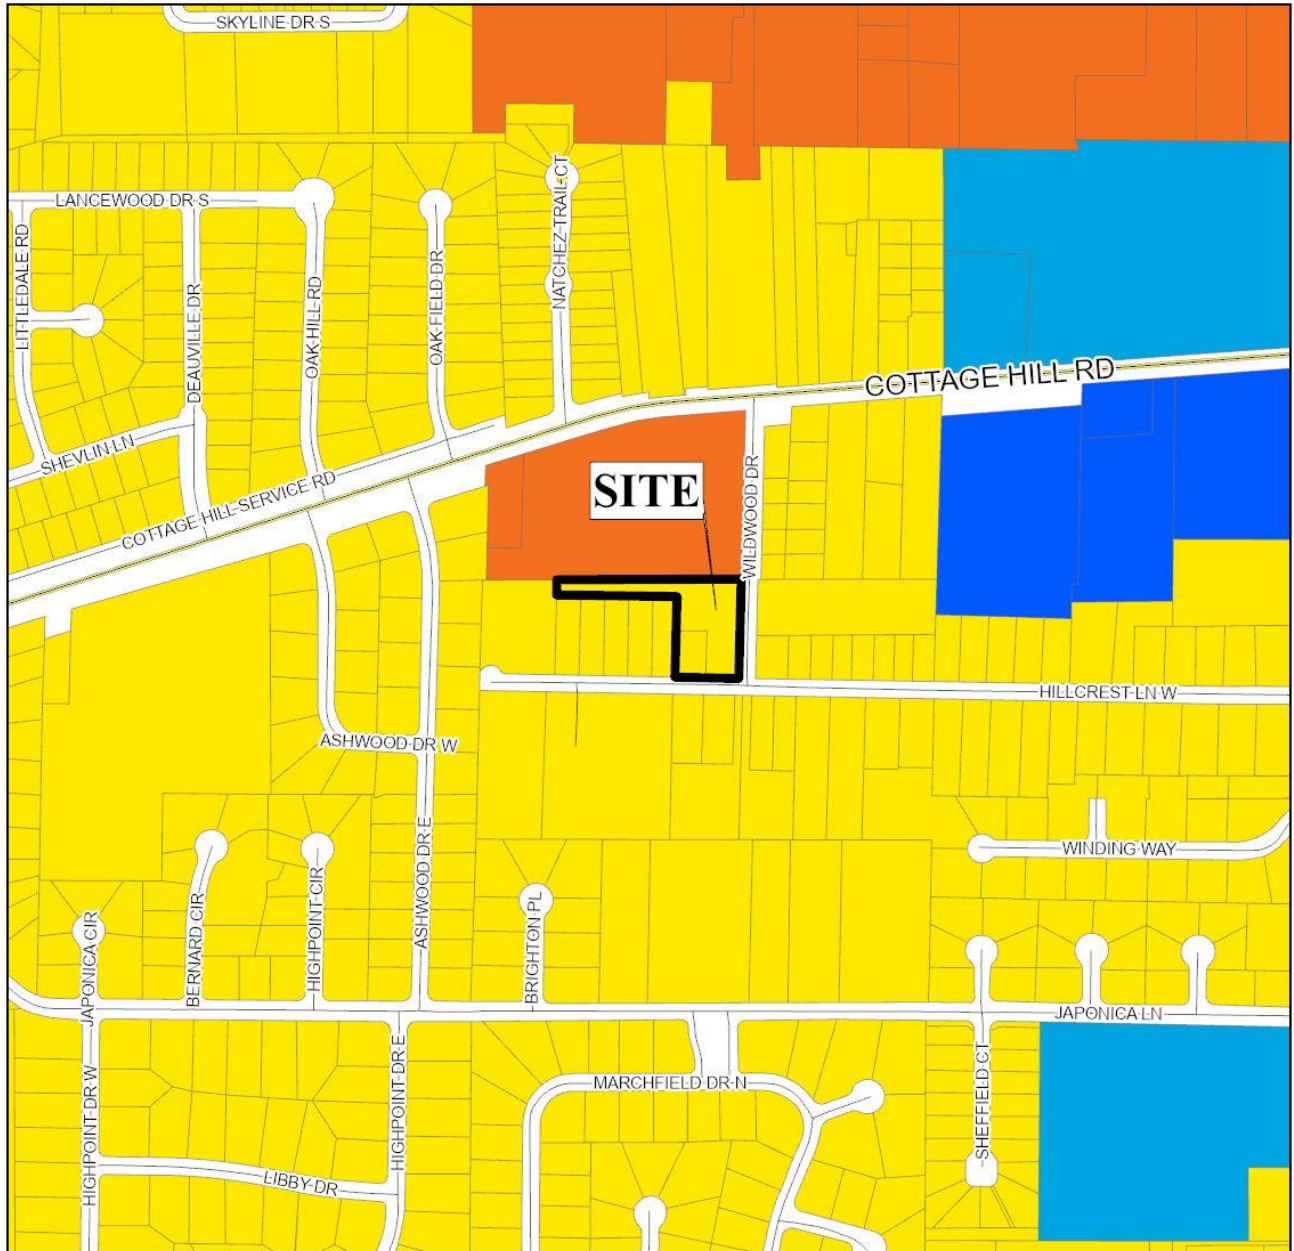 SKYLINE DR S
LANCEWOOD DR S
LITTLEDALE RD
DEAUVILLE DR
OAK HILL RD
OAK FIELD DR
NATCHEZ TRAIL CT
COTTAGE HILL RD
SHEVLIN LN
COTTAGE HILL SERVICE RD
SITE
WILDWOOD DR
HILLCREST LN W
ASHWOOD DR W
ASHWOOD DR E
WINDING WAY
JAPONICA CIR
BERNARD CIR
HIGHPOINT CIR
BRIGHTON PL
JAPONICA LN
HIGHPOINT DR W
HIGHPOINT DR E
MARCHFIELD DR N
SHEFFIELD CT
LIBBY DR